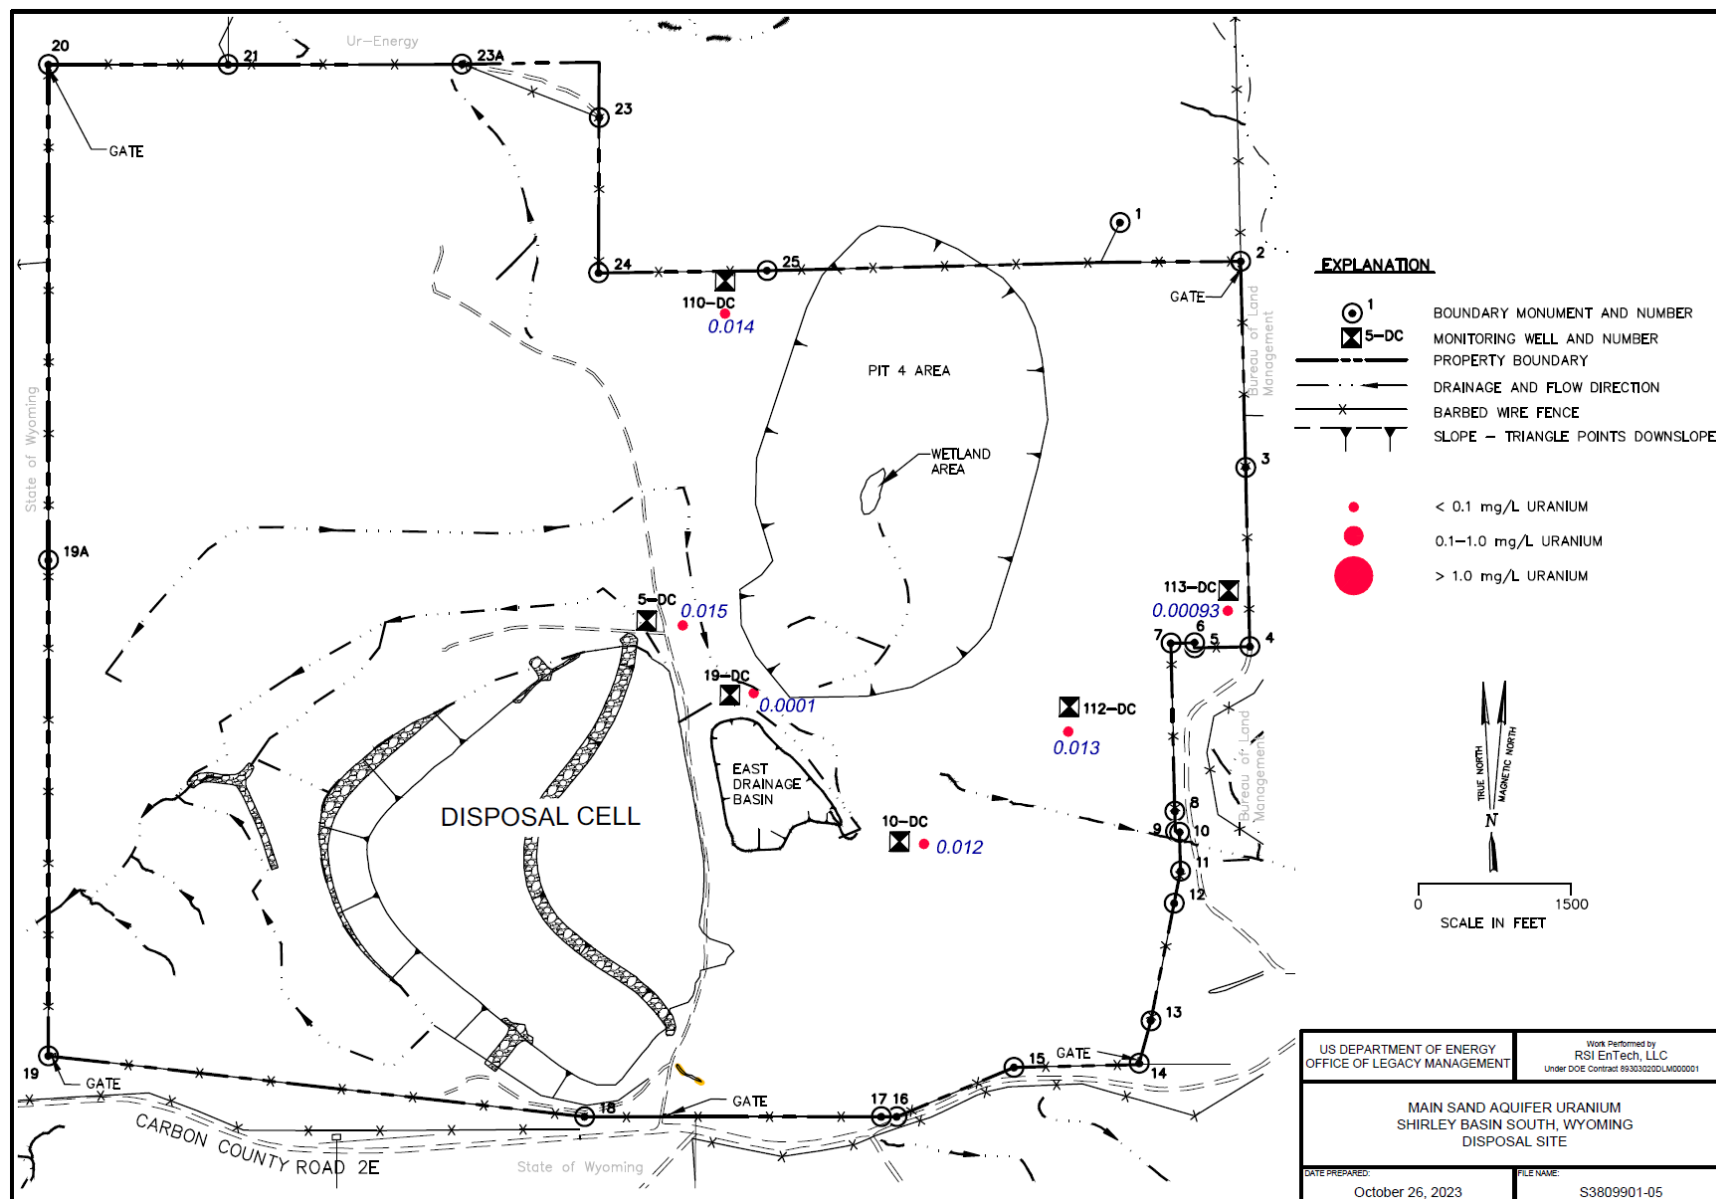 Ur-Energy
20
21
23A
23
GATE
24
25
1
2
GATE
110-DC
0.014
Bureau of Land
Management
State of Wyoming
PIT 4 AREA
WETLAND
AREA
3
19A
5-DC
0.015
113-DC
0.00093
7
6
5
4
19-DC
0.0001
112-DC
0.013
EAST
DRAINAGE
BASIN
DISPOSAL CELL
10-DC
0.012
Bureau of Land
Management
8
9
10
11
12
13
GATE
14
15
19
GATE
18
GATE
17
16
CARBON COUNTY ROAD 2E
State of Wyoming
EXPLANATION
1
BOUNDARY MONUMENT AND NUMBER
5-DC
MONITORING WELL AND NUMBER
PROPERTY BOUNDARY
DRAINAGE AND FLOW DIRECTION
BARBED WIRE FENCE
SLOPE - TRIANGLE POINTS DOWNSLOPE
< 0.1 mg/L URANIUM
0.1-1.0 mg/L URANIUM
> 1.0 mg/L URANIUM
TRUE NORTH
MAGNETIC NORTH
N
0
1500
SCALE IN FEET
US DEPARTMENT OF ENERGY
OFFICE OF LEGACY MANAGEMENT
Work Performed by
RSI EnTech, LLC
Under DOE Contract 89303020DLM000001
MAIN SAND AQUIFER URANIUM
SHIRLEY BASIN SOUTH, WYOMING
DISPOSAL SITE
DATE PREPARED:
October 26, 2023
FILE NAME:
S3809901-05